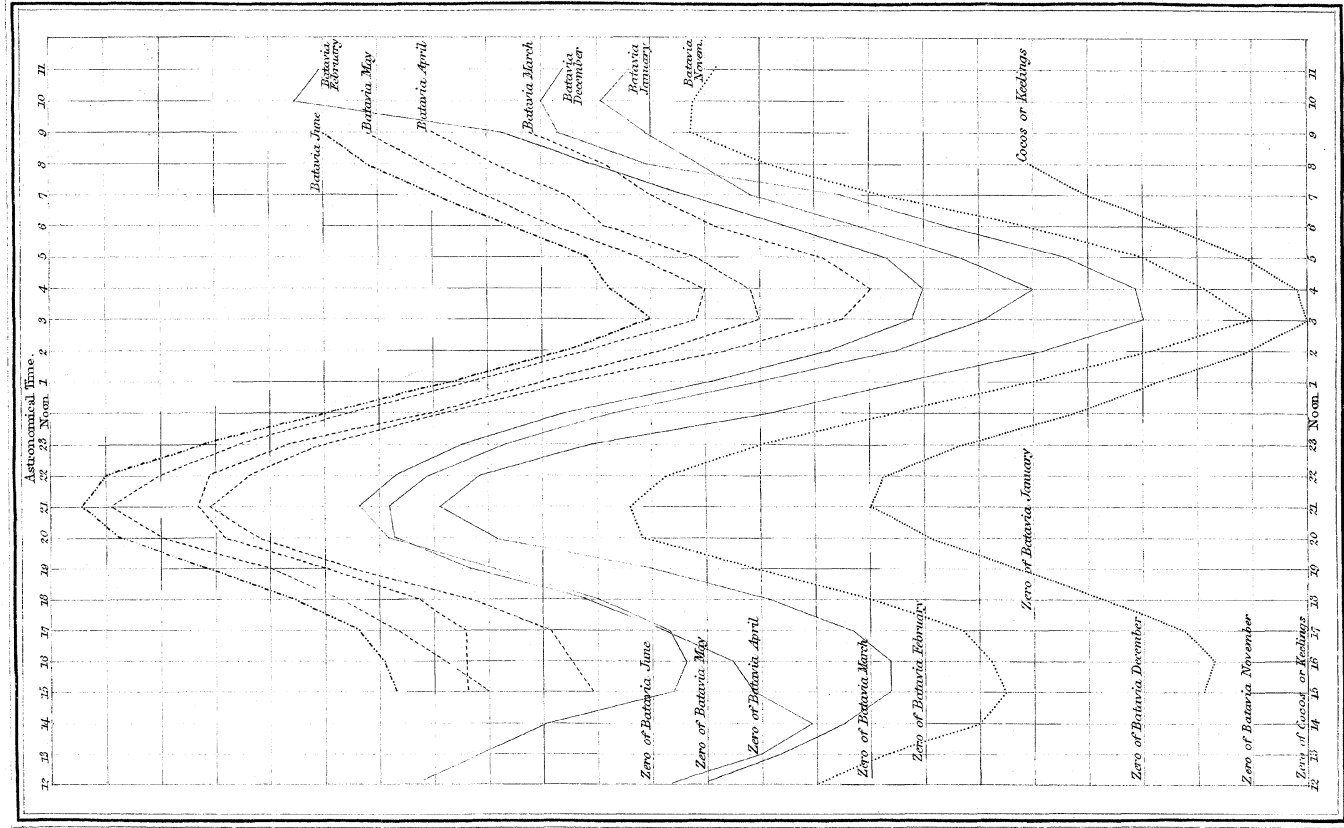 Astronomical Time.
12 13 14 15 16 17 18 19 20 21 22 23 Noon 1 2 3 4 5 6 7 8 9 10 11
Batavia June
Batavia February
Batavia May
Batavia April
Batavia March
Batavia December
Batavia January
Batavia Novem.
Cocos or Keelings
Zero of Batavia June
Zero of Batavia May
Zero of Batavia April
Zero of Batavia March
Zero of Batavia February
Zero of Batavia January
Zero of Batavia December
Zero of Batavia November
Zero of Cocos or Keelings
12 13 14 15 16 17 18 19 20 21 22 23 Noon. 1 2 3 4 5 6 7 8 9 10 11